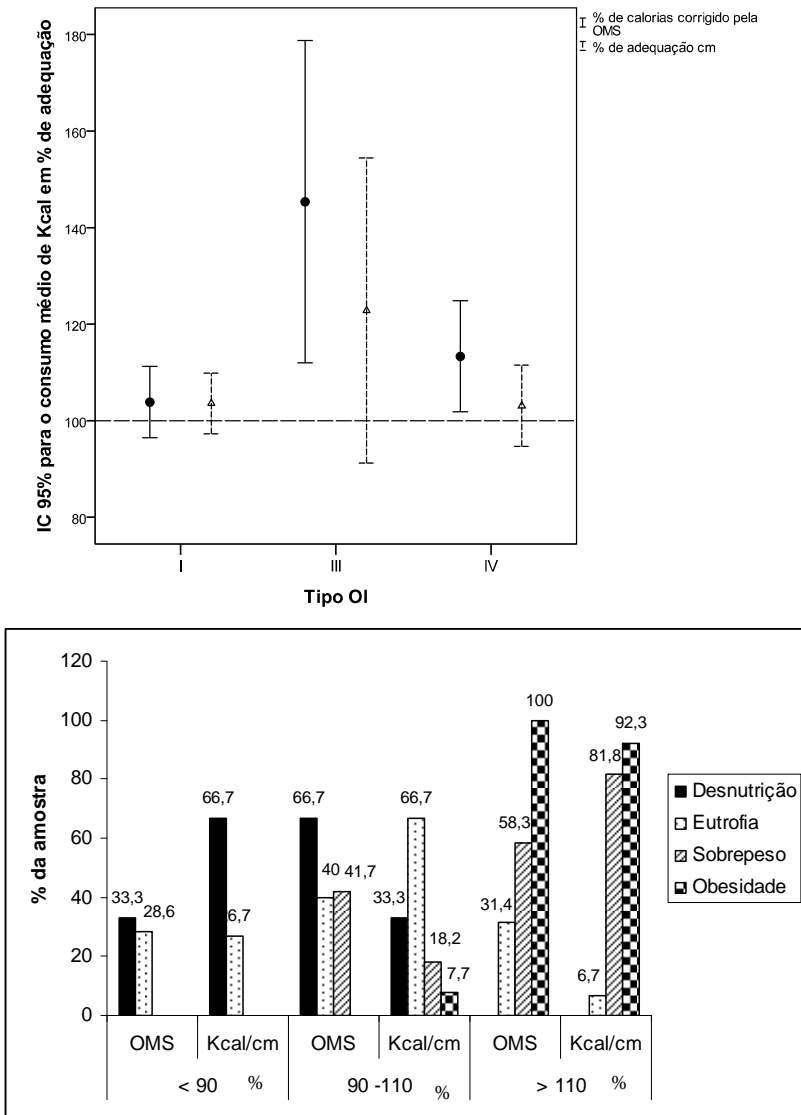 IC 95% para o consumo médio de Kcal em % de adequação
180
160
140
120
100
80
I
III
IV
Tipo OI
% de calorias corrigido pela
OMS
% de adequação cm
% da amostra
120
100
80
60
40
20
0
33,3
28,6
66,7
6,7
66,7
40
41,7
33,3
66,7
18,2
7,7
31,4
58,3
100
6,7
81,8
92,3
OMS
Kcal/cm
OMS
Kcal/cm
OMS
Kcal/cm
< 90 %
90 -110 %
> 110 %
Desnutrição
Eutrofia
Sobrepeso
Obesidade